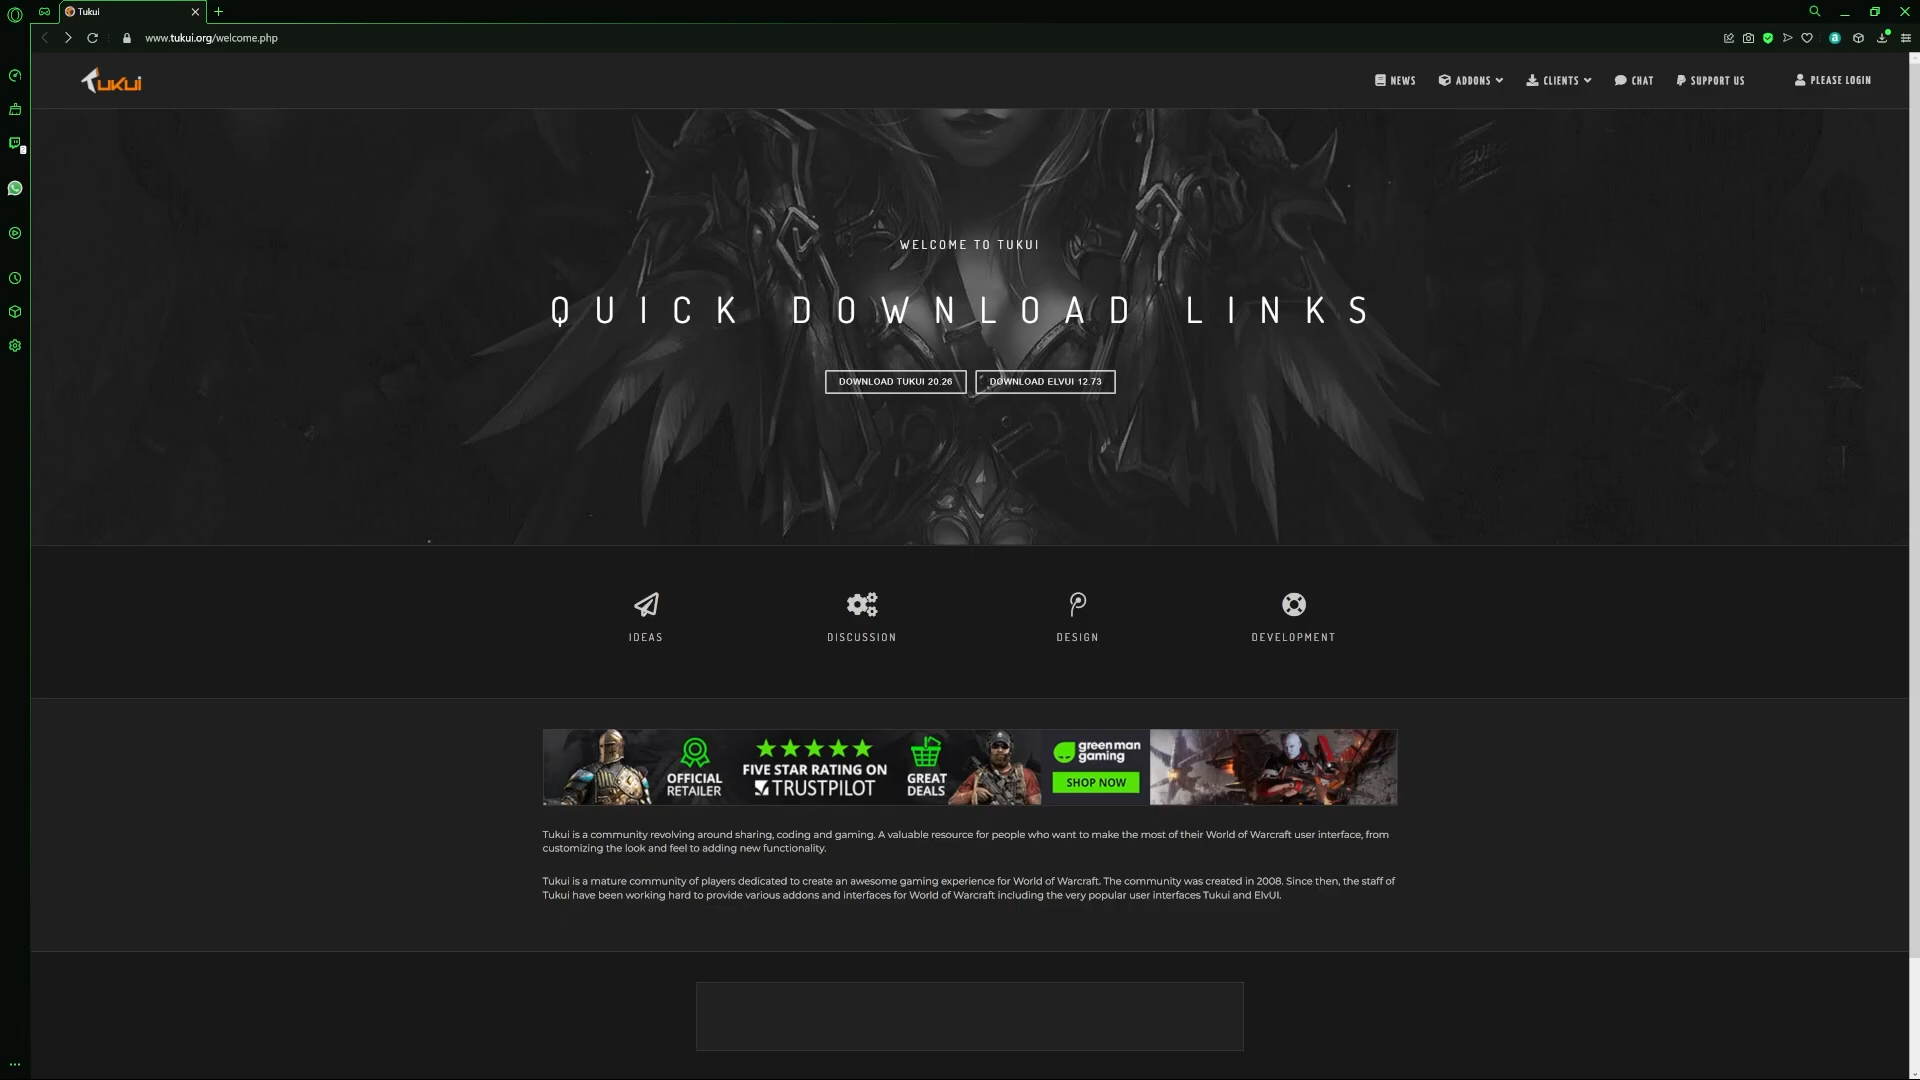 Tukui
www.tukui.org/welcome.php
Tukui
NEWS
ADDONS
CLIENTS
CHAT
SUPPORT US
PLEASE LOGIN
WELCOME TO TUKUI
QUICK DOWNLOAD LINKS
DOWNLOAD TUKUI 20.26
DOWNLOAD ELVUI 12.73
IDEAS
DISCUSSION
DESIGN
DEVELOPMENT
OFFICIAL
RETAILER
FIVE STAR RATING ON
TRUSTPILOT
GREAT
DEALS
green man
gaming
SHOP NOW
Tukui is a community revolving around sharing, coding and gaming. A valuable resource for people who want to make the most of their World of Warcraft user interface, from
customizing the look and feel to adding new functionality.
Tukui is a mature community of players dedicated to create an awesome gaming experience for World of Warcraft. The community was created in 2008. Since then, the staff of
Tukui have been working hard to provide various addons and interfaces for World of Warcraft including the very popular user interfaces Tukui and ElvUI.